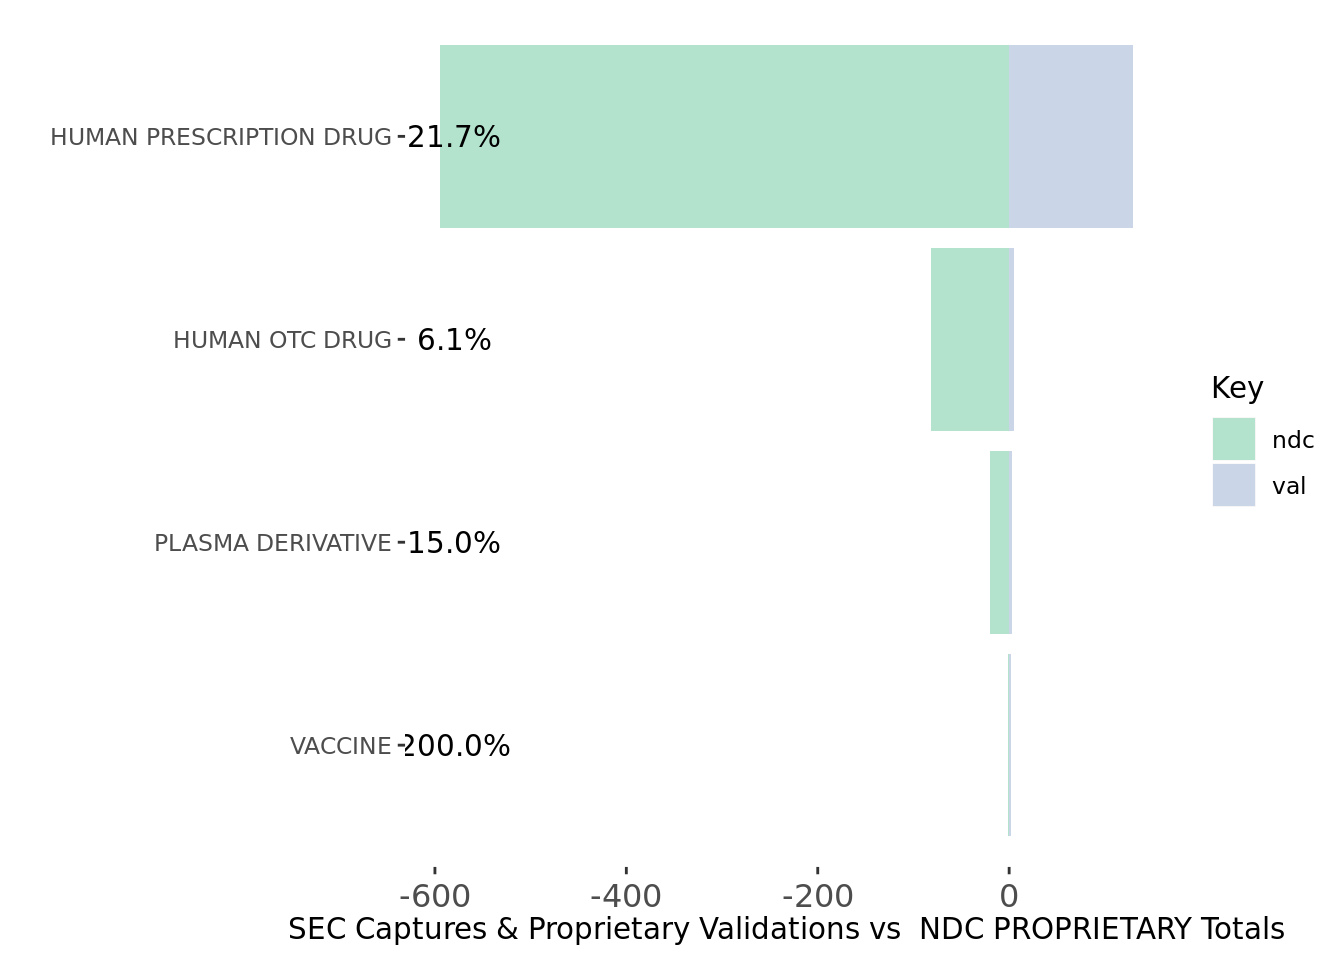 HUMAN PRESCRIPTION DRUG 21.7%
HUMAN OTC DRUG 6.1%
PLASMA DERIVATIVE 15.0%
VACCINE 200.0%
Key
ndc
val
-600 -400 -200 0
SEC Captures & Proprietary Validations vs  NDC PROPRIETARY Totals